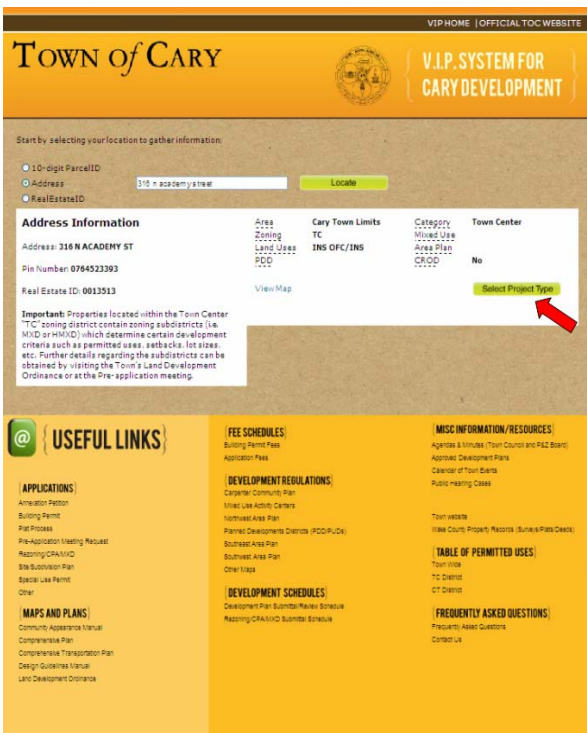 VIP HOME | OFFICIAL TOC WEBSITE
TOWN of CARY
V.I.P. SYSTEM FOR
CARY DEVELOPMENT
Start by selecting your location to gather information:
10-digit ParcelID
Address
316 n academy street
Locate
RealEstateID
Address Information
Address: 316 N ACADEMY ST
Pin Number: 0764523393
Real Estate ID: 0013513
Important: Properties located within the Town Center
"TC" zoning district contain zoning subdistricts (i.e.
MXD or HMXD) which determine certain development
criteria such as permitted uses, setbacks, lot sizes,
etc. Further details regarding the subdistricts can be
obtained by visiting the Town's Land Development
Ordinance or at the Pre-application meeting.
Area Cary Town Limits
Zoning TC
Land Uses INS OFC/INS
PDD
View Map
Category Town Center
Mixed Use
Area Plan
CROD No
Select Project Type
@ {USEFUL LINKS}
{APPLICATIONS}
Annexation Petition
Building Permit
Plat Process
Pre-Application Meeting Request
Rezoning/CPA/MXD
Site/Subdivision Plan
Special Use Permit
Other
{MAPS AND PLANS}
Community Appearance Manual
Comprehensive Plan
Comprehensive Transportation Plan
Design Guidelines Manual
Land Development Ordinance
{FEE SCHEDULES}
Building Permit Fees
Application Fees
{DEVELOPMENT REGULATIONS}
Carpenter Community Plan
Mixed Use Activity Centers
Northwest Area Plan
Planned Developments Districts (PDD/PUDs)
Southeast Area Plan
Southwest Area Plan
Other Maps
{DEVELOPMENT SCHEDULES}
Development Plan Submittal/Review Schedule
Rezoning/CPA/MXD Submittal Schedule
{MISC INFORMATION/RESOURCES}
Agendas & Minutes (Town Council and P&Z Board)
Approved Development Plans
Calendar of Town Events
Public Hearing Cases
Town website
Wake County Property Records (Surveys/Plats/Deeds)
{TABLE OF PERMITTED USES}
Town Wide
TC District
CT District
{FREQUENTLY ASKED QUESTIONS}
Frequently Asked Questions
Contact Us